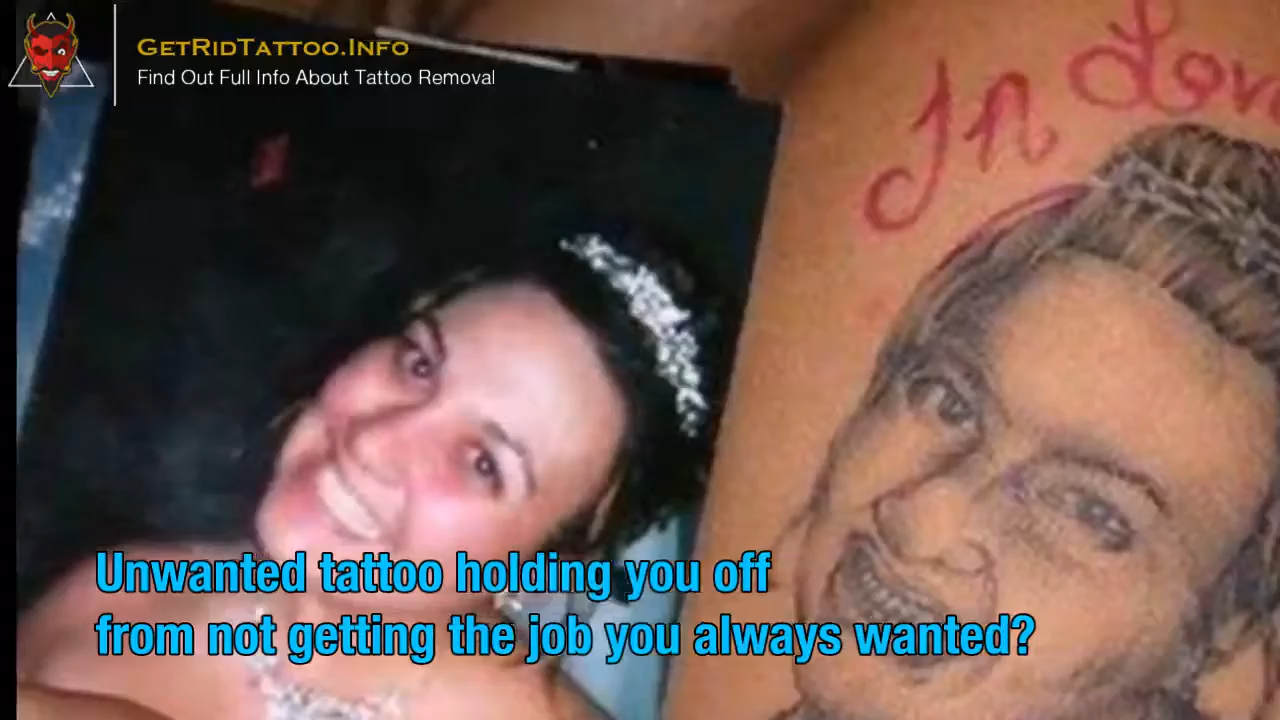 GetRidTattoo.Info
Find Out Full Info About Tattoo Removal
In
Unwanted tattoo holding you off
from not getting the job you always wanted?